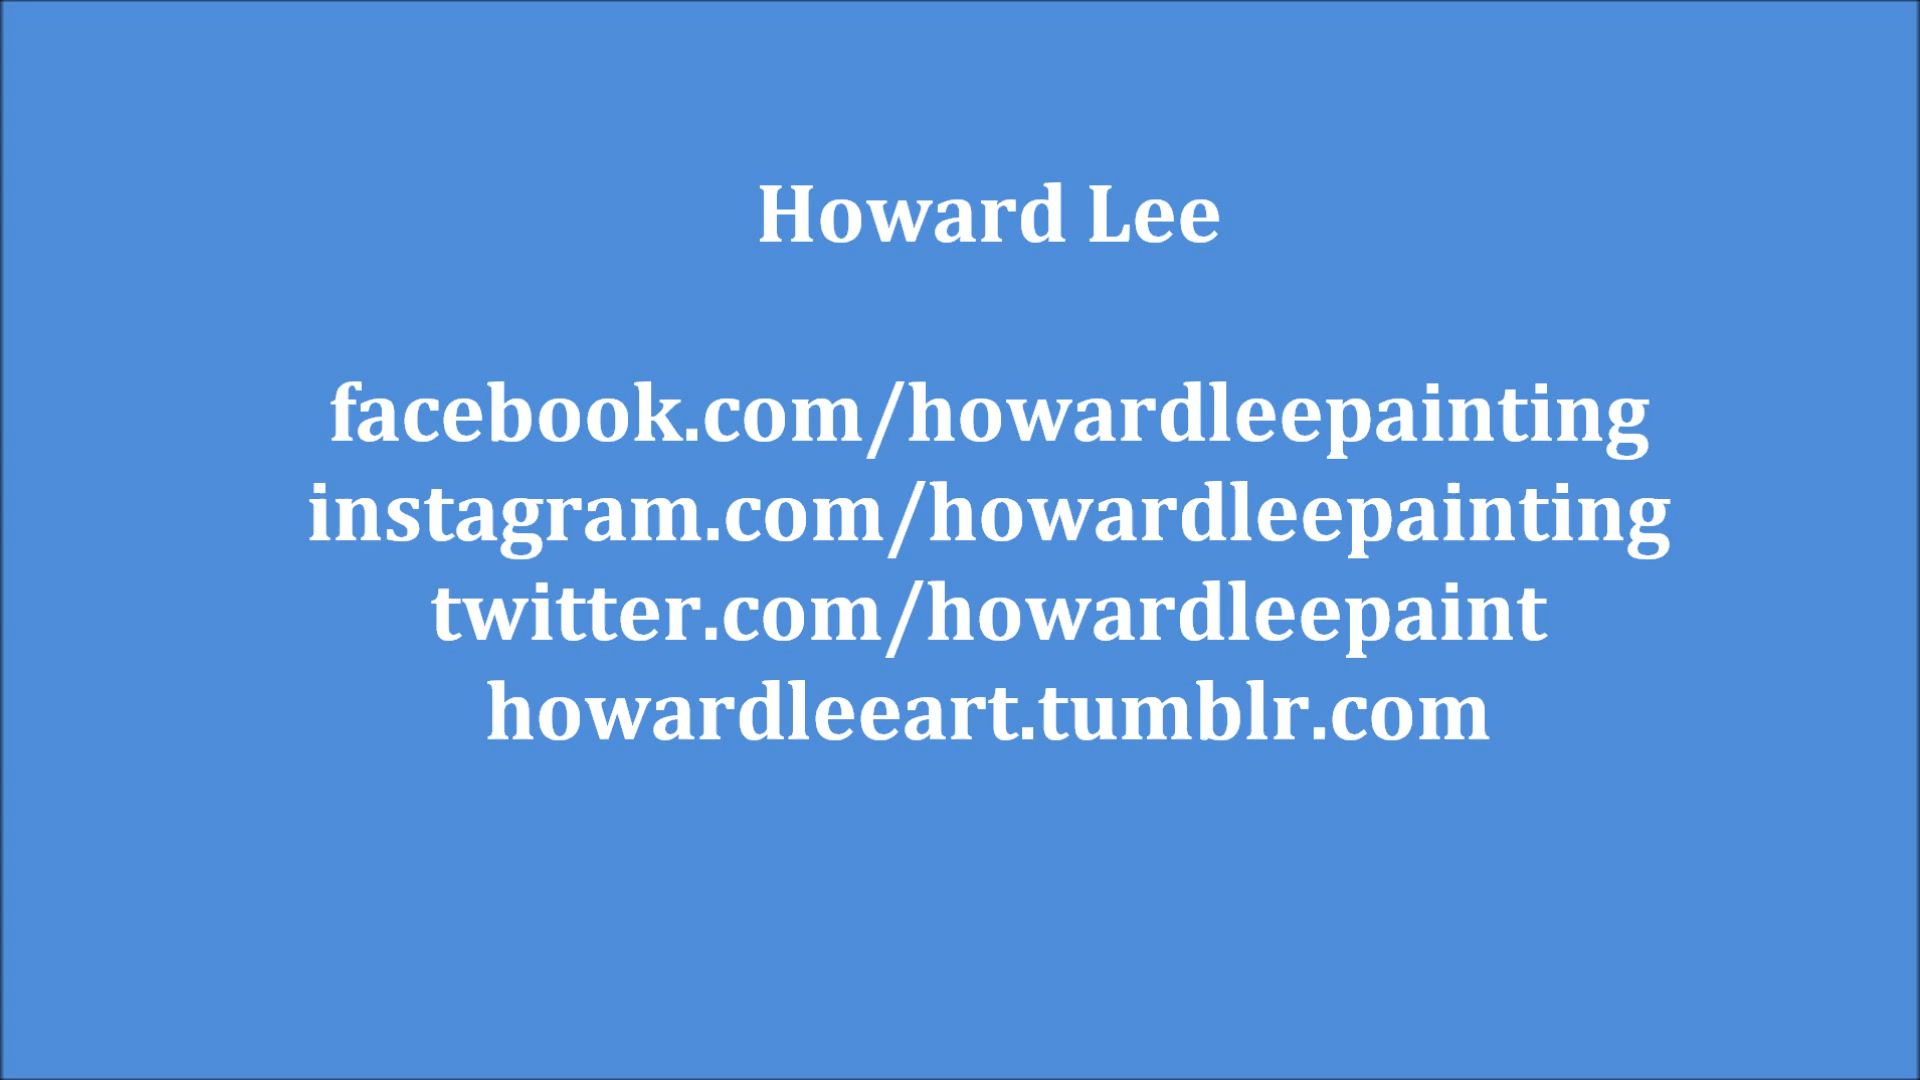 Howard Lee
facebook.com/howardleepainting
instagram.com/howardleepainting
twitter.com/howardleepaint
howardleeart.tumblr.com